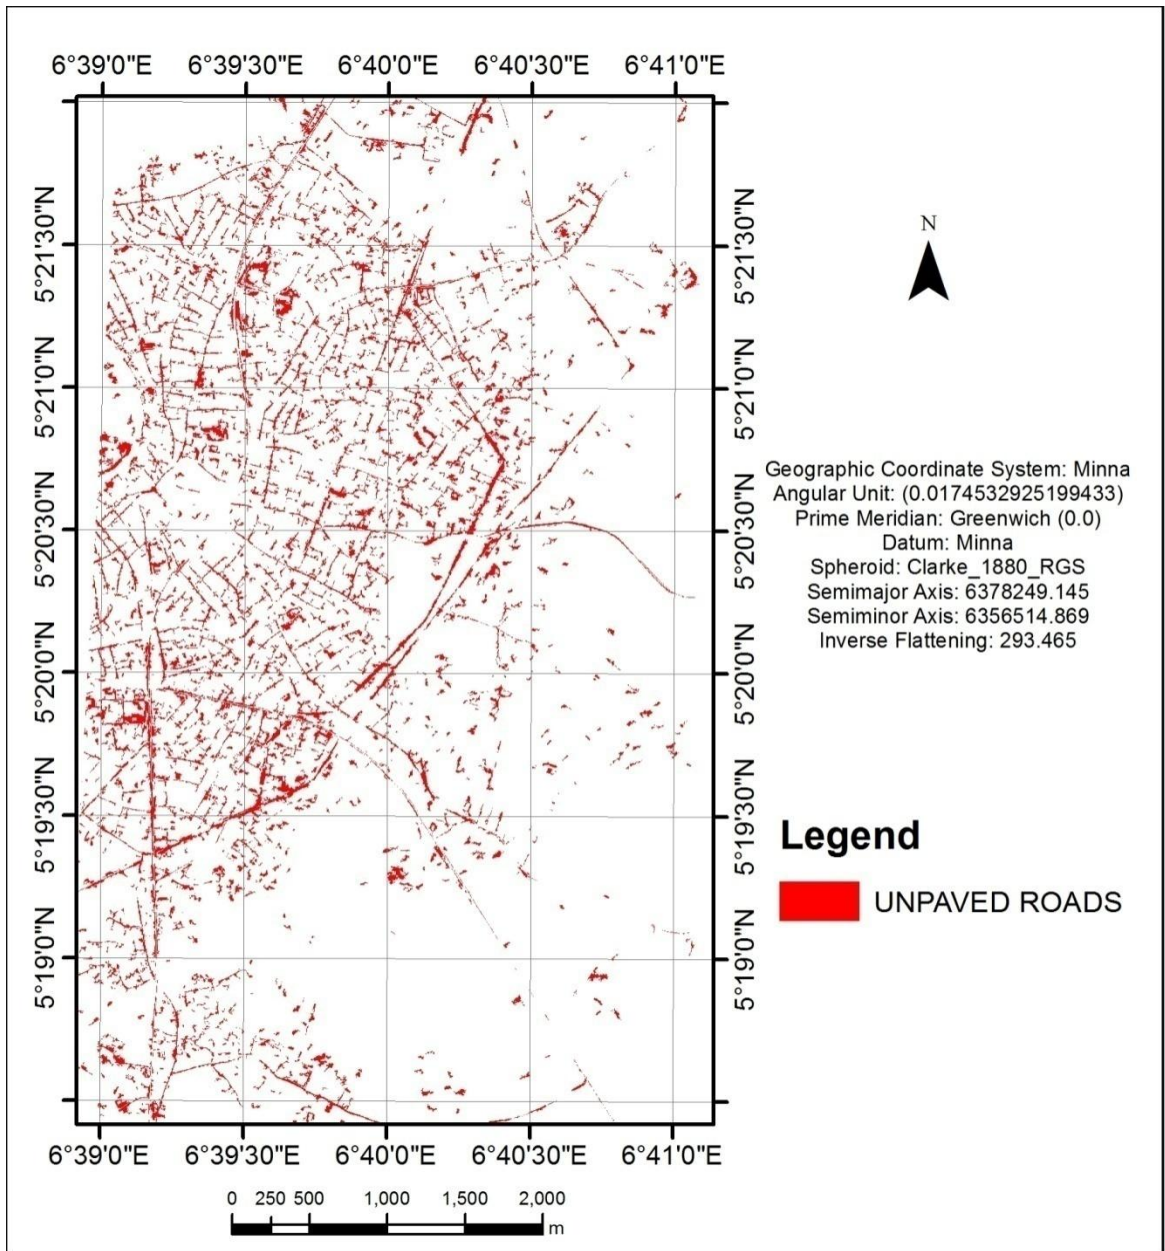 6°39'0"E 6°39'30"E 6°40'0"E 6°40'30"E 6°41'0"E
5°21'30"N
5°21'0"N
5°20'30"N
5°20'0"N
5°19'30"N
5°19'0"N
5°21'30"N
5°21'0"N
5°20'30"N
5°20'0"N
5°19'30"N
5°19'0"N
N
Geographic Coordinate System: Minna
Angular Unit: (0.0174532925199433)
Prime Meridian: Greenwich (0.0)
Datum: Minna
Spheroid: Clarke_1880_RGS
Semimajor Axis: 6378249.145
Semiminor Axis: 6356514.869
Inverse Flattening: 293.465
Legend
UNPAVED ROADS
6°39'0"E 6°39'30"E 6°40'0"E 6°40'30"E 6°41'0"E
0 250 500 1,000 1,500 2,000
m